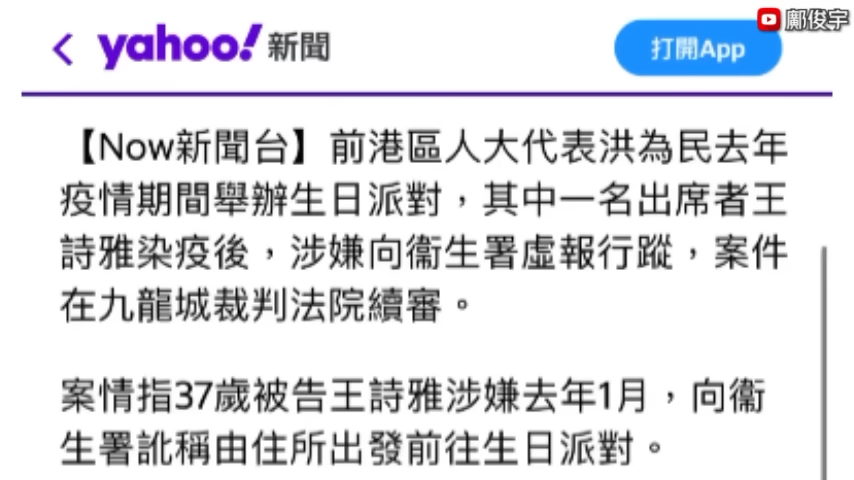 鄺俊宇
yahoo!新聞
打開App
【Now新聞台】前港區人大代表洪為民去年
疫情期間舉辦生日派對，其中一名出席者王
詩雅染疫後，涉嫌向衞生署虛報行蹤，案件
在九龍城裁判法院續審。
案情指37歲被告王詩雅涉嫌去年1月，向衞
生署訛稱由住所出發前往生日派對。